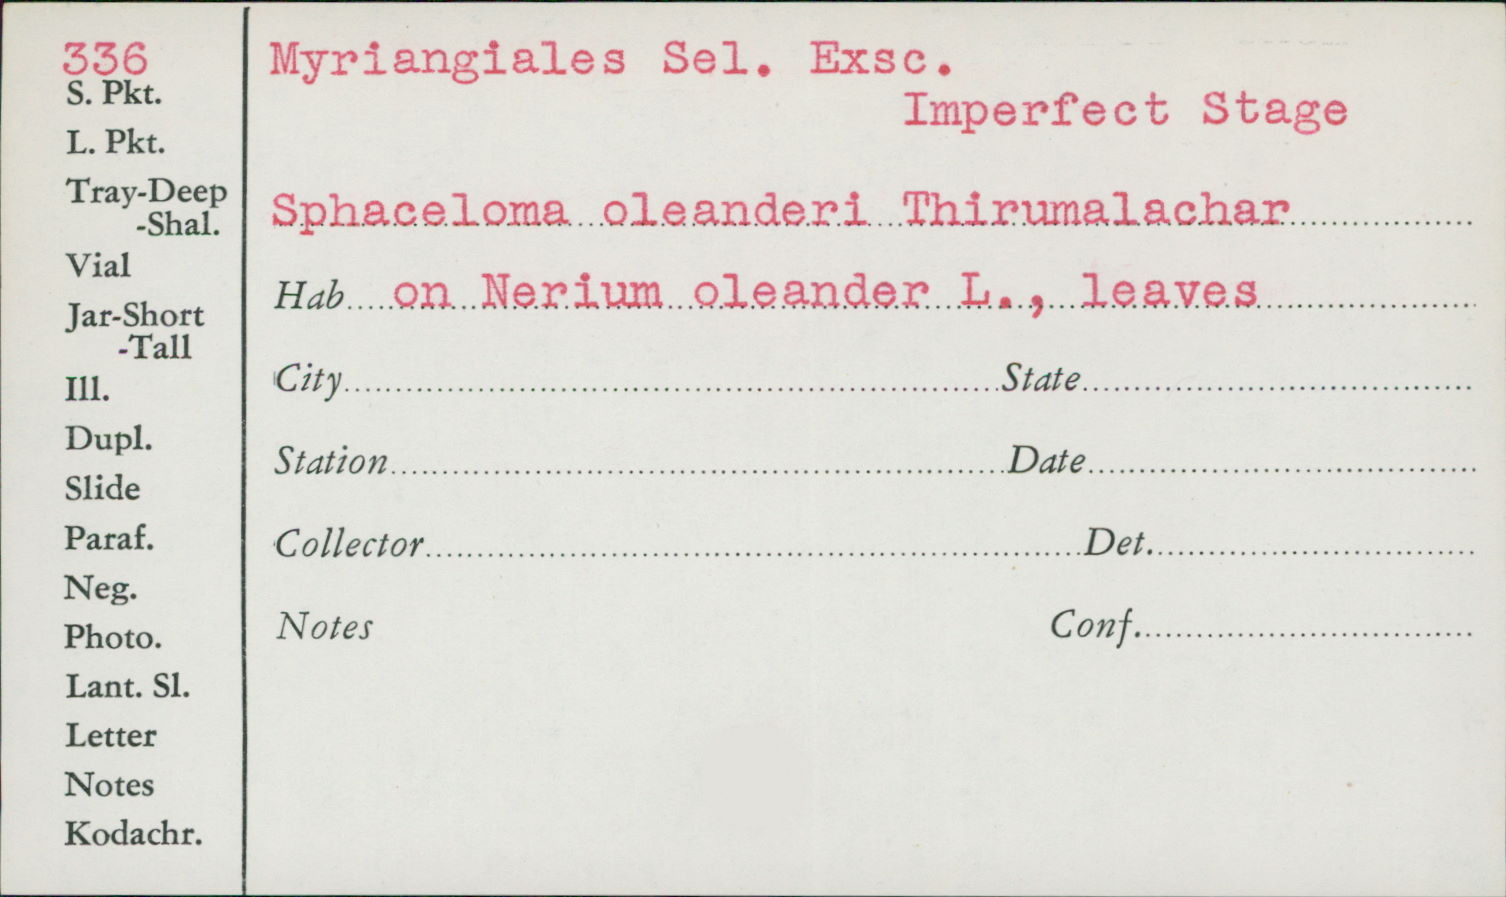 336
S. Pkt.
L. Pkt.
Tray-Deep
-Shal.
Vial
Jar-Short
-Tall
Ill.
Dupl.
Slide
Paraf.
Neg.
Photo.
Lant. Sl.
Letter
Notes
Kodachr.
Myriangiales Sel. Exsc.
Imperfect Stage
Sphaceloma oleanderi Thirumalachar
Hab on Nerium oleander L., leaves
City State
Station Date
Collector Det.
Notes Conf.